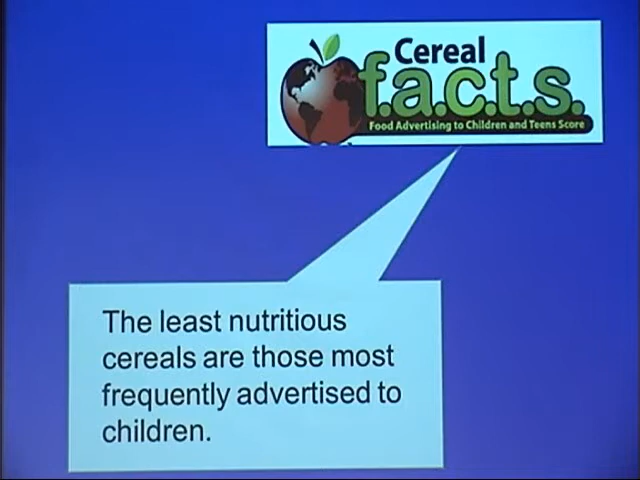 Cereal
f.a.c.t.s.
Food Advertising to Children and Teens Score
The least nutritious
cereals are those most
frequently advertised to
children.